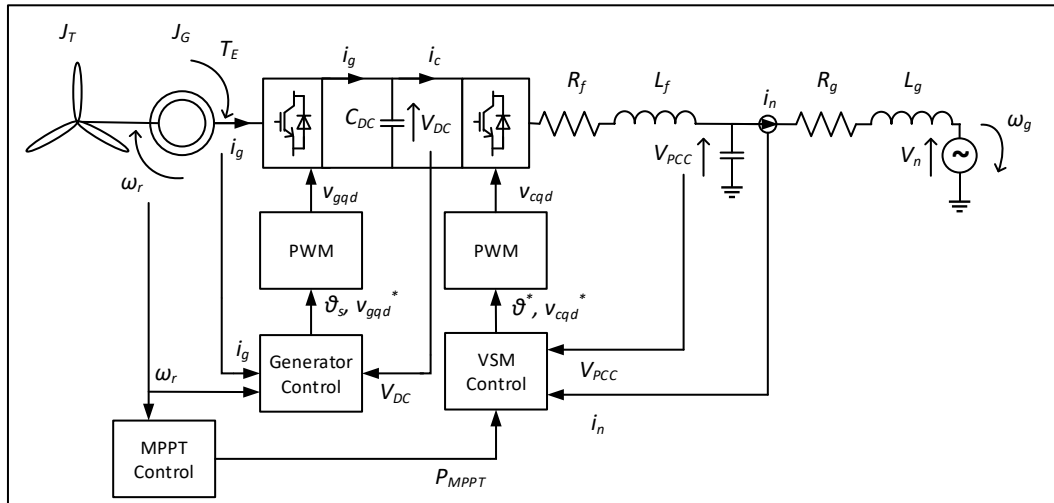 J_T
J_G
T_E
i_g
i_c
R_f
L_f
i_n
R_g
L_g
ω_g
C_DC
V_DC
V_PCC
V_n
i_g
ω_r
v_gqd
v_cqd
PWM
PWM
ϑ_s, v_gqd^*
ϑ^*, v_cqd^*
i_g
Generator
Control
VSM
Control
ω_r
V_DC
V_PCC
i_n
MPPT
Control
P_MPPT